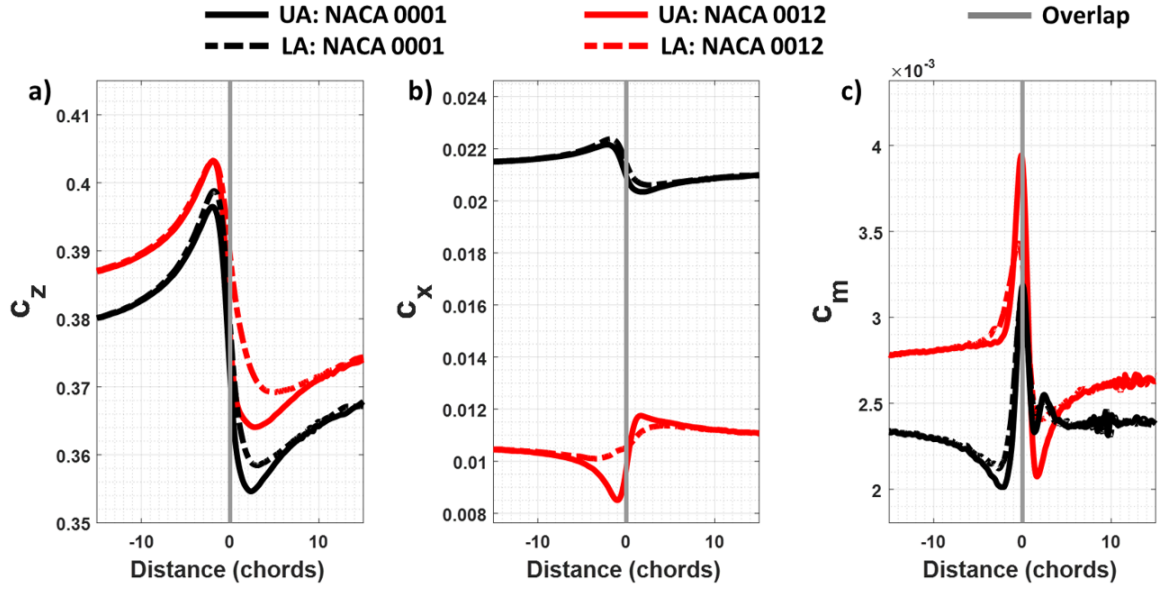 UA: NACA 0001
UA: NACA 0012
Overlap
LA: NACA 0001
LA: NACA 0012
a)
b)
c)
×10⁻³
0.41
0.4
0.39
0.38
0.37
0.36
0.35
c_z
-10
0
10
Distance (chords)
0.024
0.022
0.02
0.018
0.016
0.014
0.012
0.01
0.008
c_x
-10
0
10
Distance (chords)
4
3.5
3
2.5
2
c_m
-10
0
10
Distance (chords)